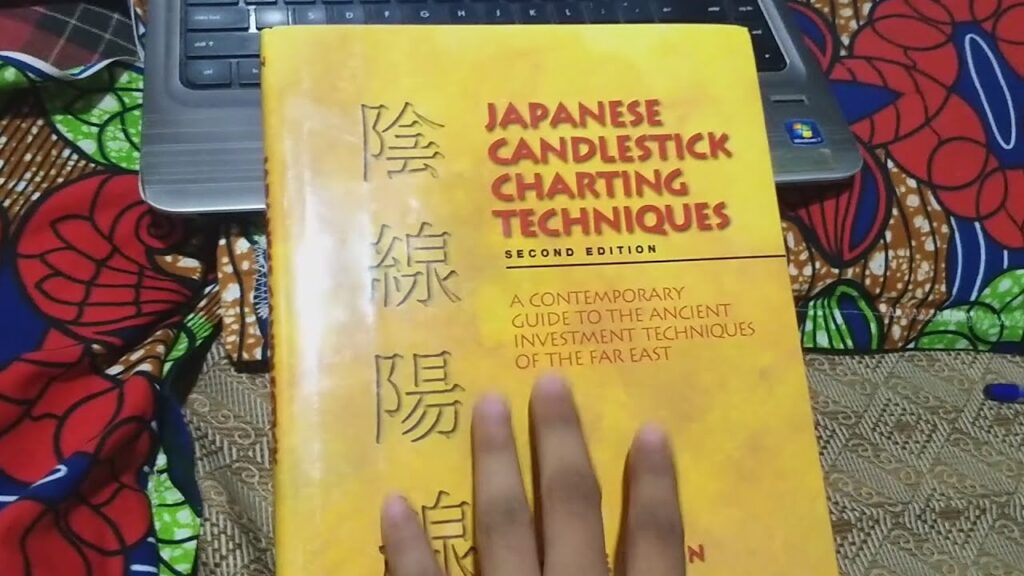 陰
線
陽
線
JAPANESE
CANDLESTICK
CHARTING
TECHNIQUES
SECOND EDITION
A CONTEMPORARY
GUIDE TO THE ANCIENT
INVESTMENT TECHNIQUES
OF THE FAR EAST